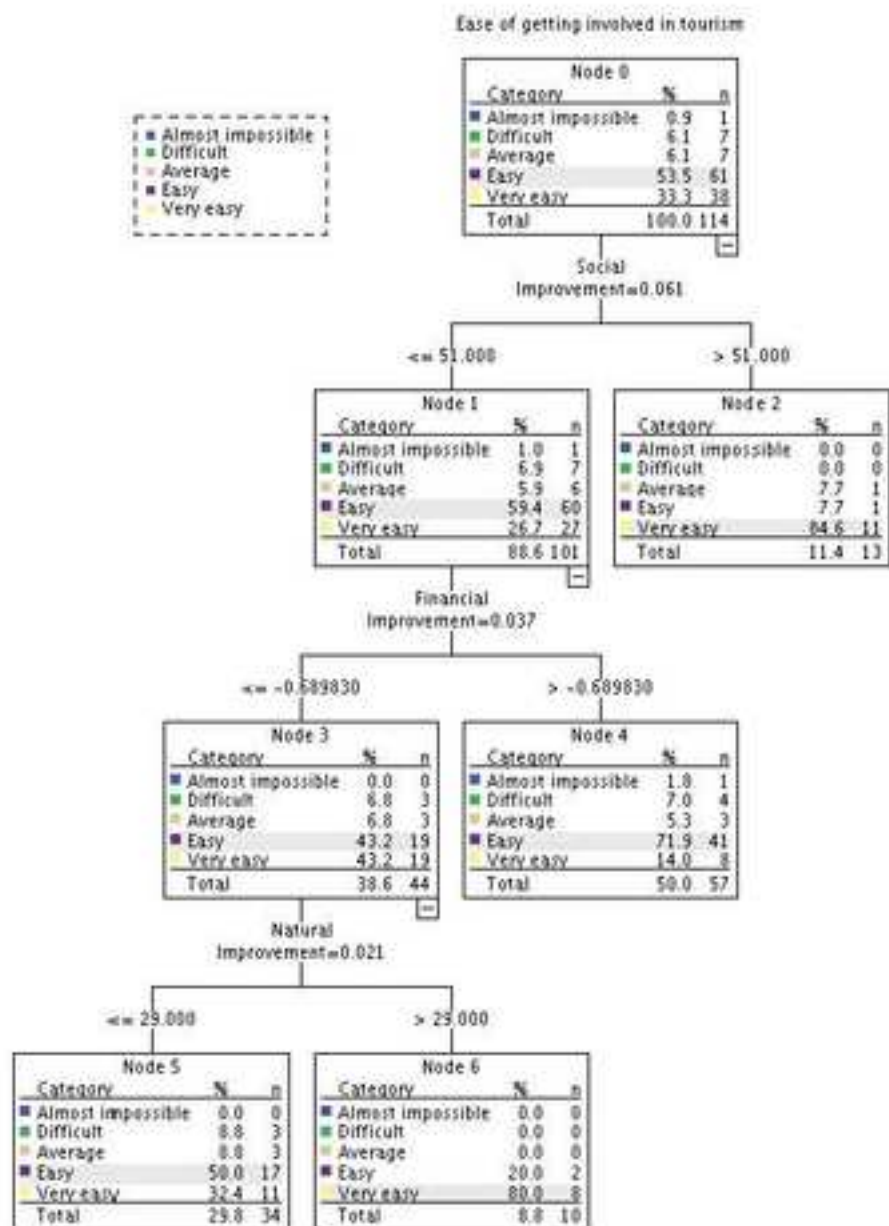 Ease of getting involved in tourism
Node 0
Category % n
Almost impossible 0.9 1
Difficult 6.1 7
Average 6.1 7
Easy 53.5 61
Very easy 33.3 38
Total 100.0 114
Almost impossible
Difficult
Average
Easy
Very easy
Social
Improvement=0.061
<= 51.000
> 51.000
Node 1
Category % n
Almost impossible 1.0 1
Difficult 6.9 7
Average 5.9 6
Easy 59.4 60
Very easy 26.7 27
Total 88.6 101
Node 2
Category % n
Almost impossible 0.0 0
Difficult 0.0 0
Average 7.7 1
Easy 7.7 1
Very easy 84.6 11
Total 11.4 13
Financial
Improvement=0.037
<= -0.689830
> -0.689830
Node 3
Category % n
Almost impossible 0.0 0
Difficult 6.8 3
Average 6.8 3
Easy 43.2 19
Very easy 43.2 19
Total 38.6 44
Node 4
Category % n
Almost impossible 1.8 1
Difficult 7.0 4
Average 5.3 3
Easy 71.9 41
Very easy 14.0 8
Total 50.0 57
Natural
Improvement=0.021
<= 29.000
> 29.000
Node 5
Category % n
Almost impossible 0.0 0
Difficult 8.8 3
Average 8.8 3
Easy 50.0 17
Very easy 32.4 11
Total 29.8 34
Node 6
Category % n
Almost impossible 0.0 0
Difficult 0.0 0
Average 0.0 0
Easy 20.0 2
Very easy 80.0 8
Total 8.8 10